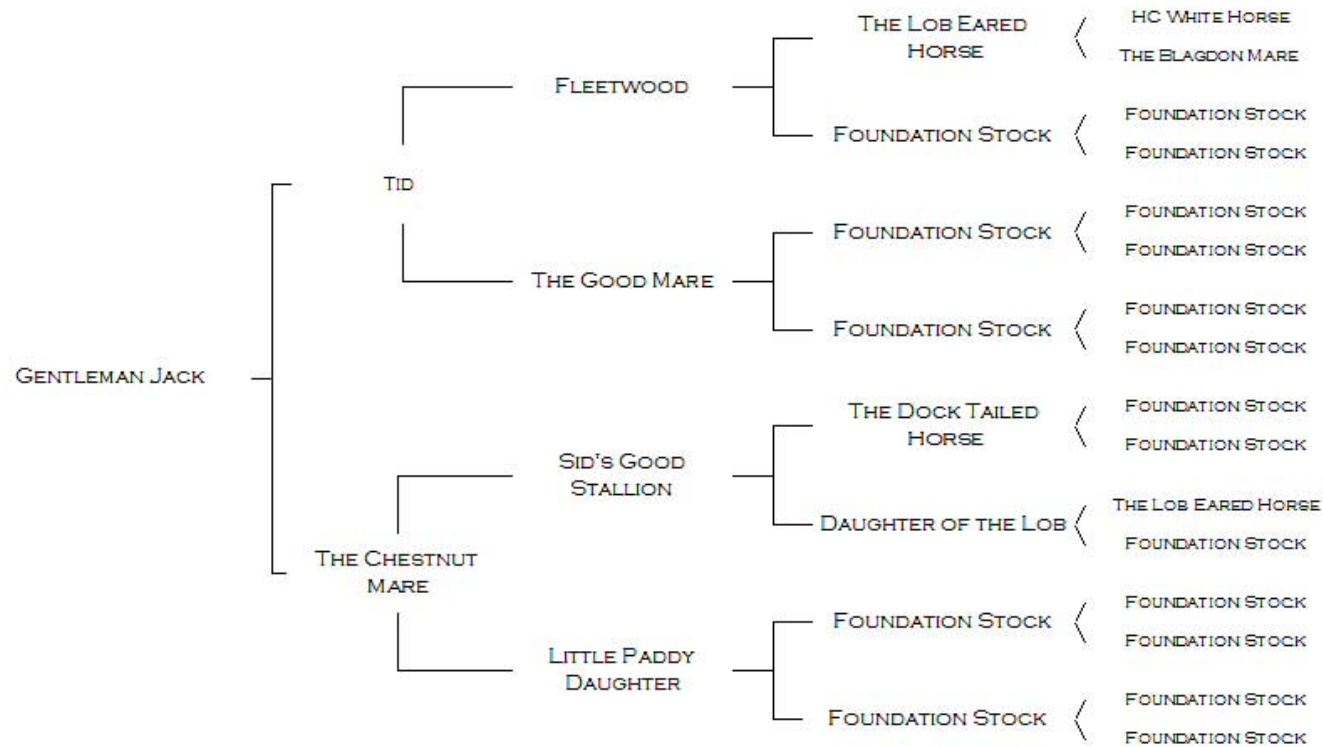 The Lob Eared
Horse
HC White Horse
The Blagdon Mare
Fleetwood
Foundation Stock
Foundation Stock
Foundation Stock
Tid
Foundation Stock
Foundation Stock
Foundation Stock
The Good Mare
Foundation Stock
Foundation Stock
Foundation Stock
Gentleman Jack
The Dock Tailed
Horse
Foundation Stock
Foundation Stock
Sid's Good
Stallion
Daughter of the Lob
The Lob Eared Horse
Foundation Stock
The Chestnut
Mare
Foundation Stock
Foundation Stock
Foundation Stock
Little Paddy
Daughter
Foundation Stock
Foundation Stock
Foundation Stock